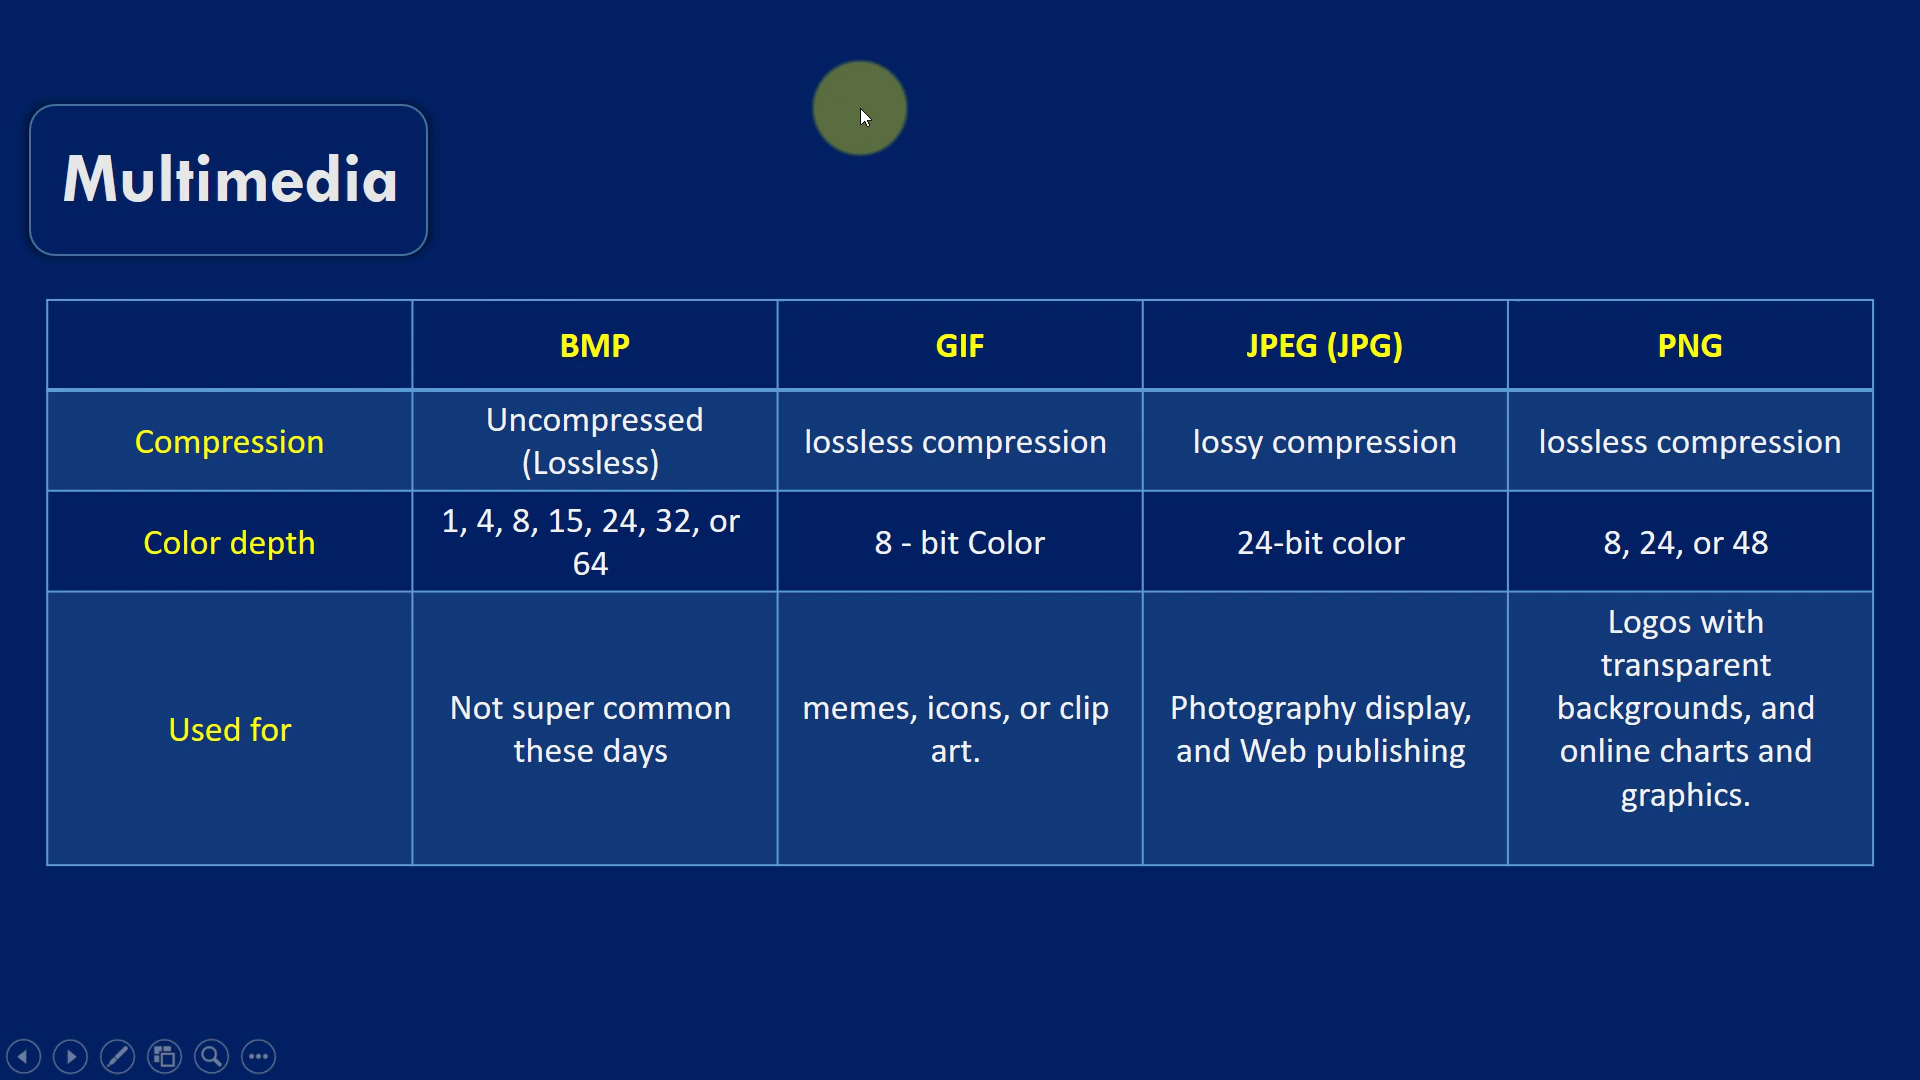 Multimedia
BMP
GIF
JPEG (JPG)
PNG
Compression
Uncompressed
(Lossless)
lossless compression
lossy compression
lossless compression
Color depth
1, 4, 8, 15, 24, 32, or
64
8 - bit Color
24-bit color
8, 24, or 48
Used for
Not super common
these days
memes, icons, or clip
art.
Photography display,
and Web publishing
Logos with
transparent
backgrounds, and
online charts and
graphics.